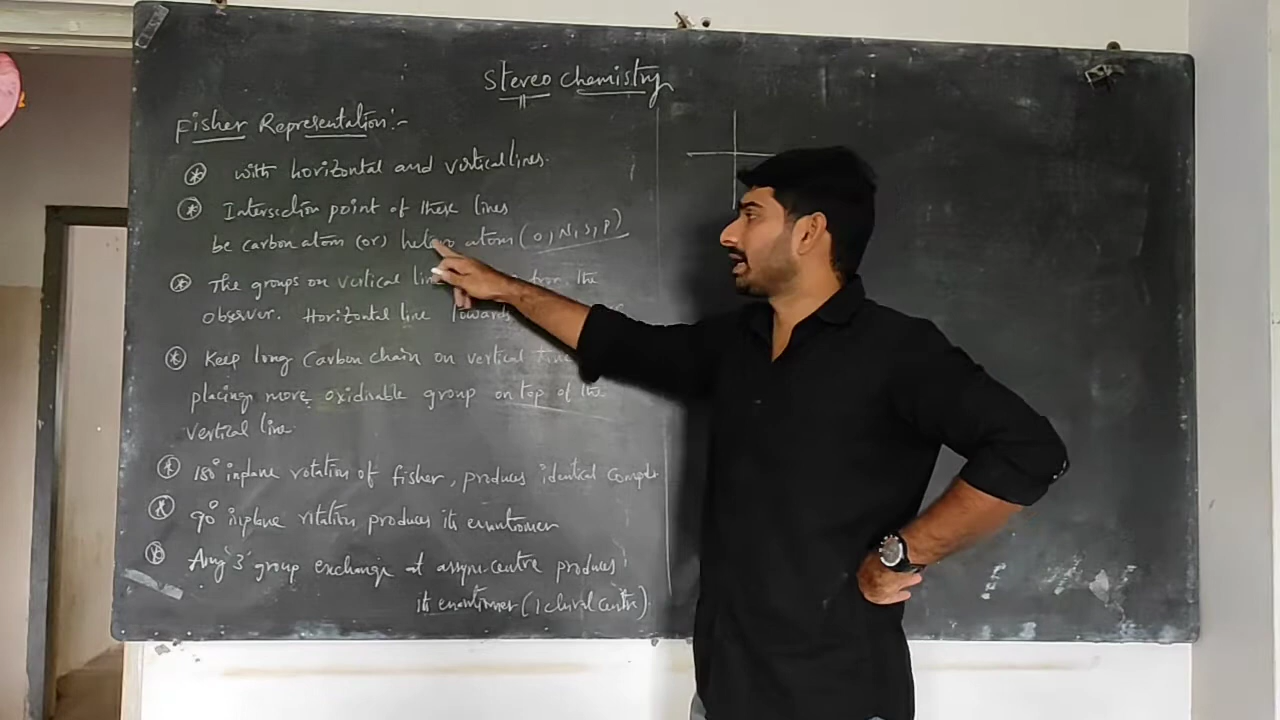 Stereo Chemistry
Fisher Representation:-
with horizontal and vertical lines.
Intersection point of these lines
be carbon atom (or) hetero atom (O, N, S, P)
The groups on vertical line the
observer. Horizontal line towards
Keep long Carbon chain on vertical line
placing more oxidisable group on top of the
vertical line
180° inplane rotation of fisher, produces identical
90° inplane rotation produces its enantiomer
Any '3' group exchange at assym.centre produces
its enantiomer (1 chiral centre).